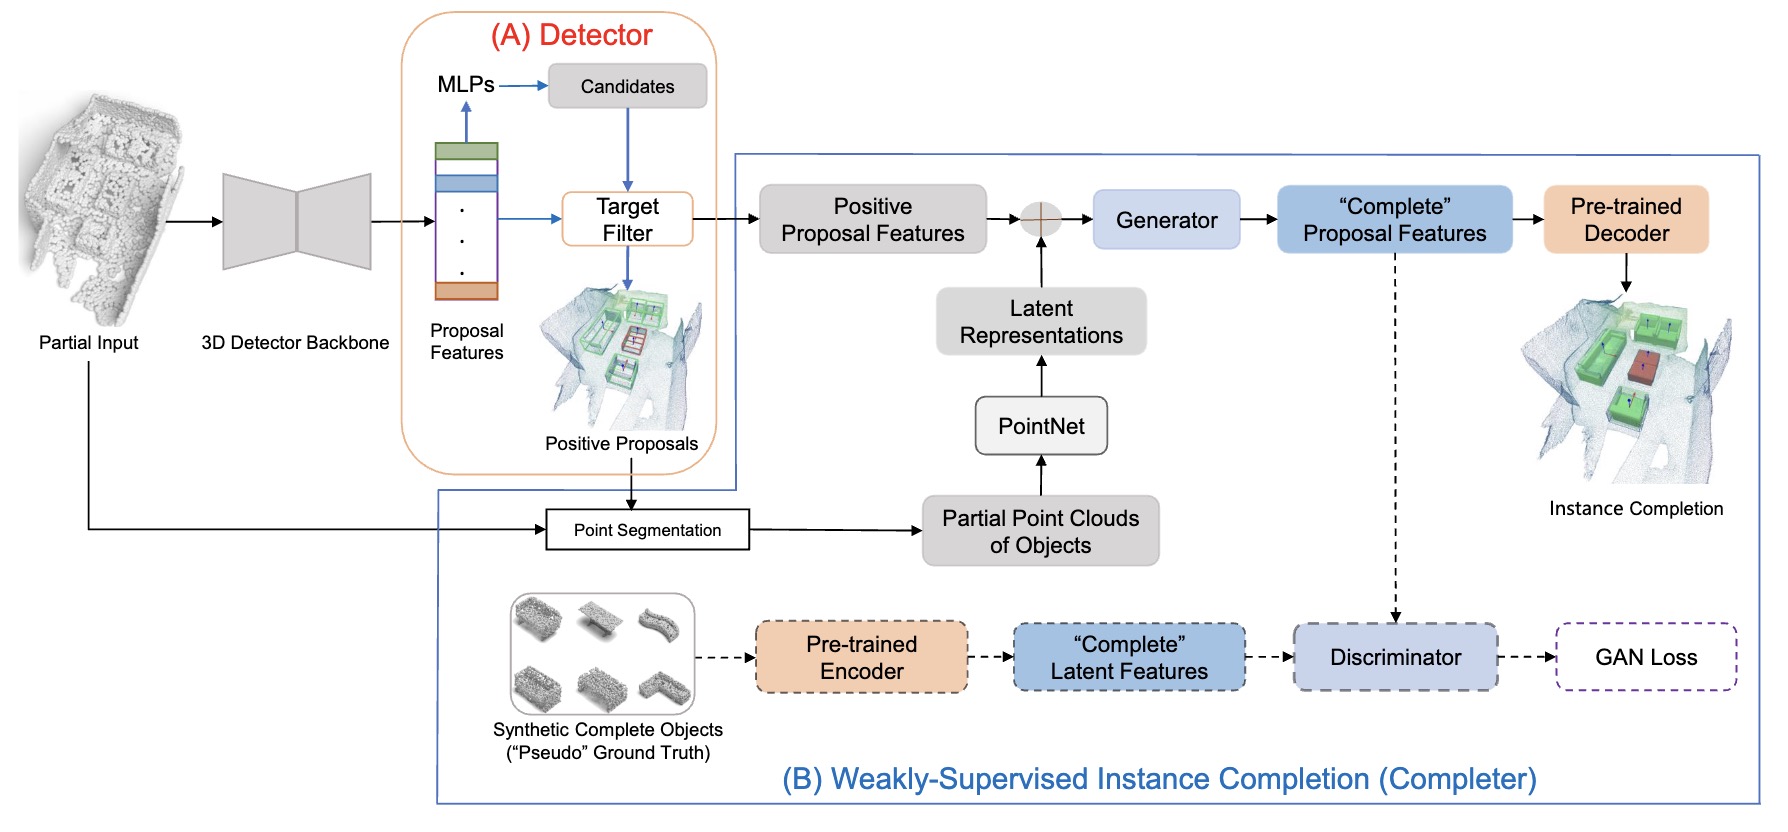 (A) Detector
MLPs
Candidates
Target
Filter
Positive
Proposal Features
Generator
“Complete”
Proposal Features
Pre-trained
Decoder
Partial Input
3D Detector Backbone
Proposal
Features
Latent
Representations
Positive Proposals
PointNet
Instance Completion
Point Segmentation
Partial Point Clouds
of Objects
Pre-trained
Encoder
“Complete”
Latent Features
Discriminator
GAN Loss
Synthetic Complete Objects
(“Pseudo” Ground Truth)
(B) Weakly-Supervised Instance Completion (Completer)